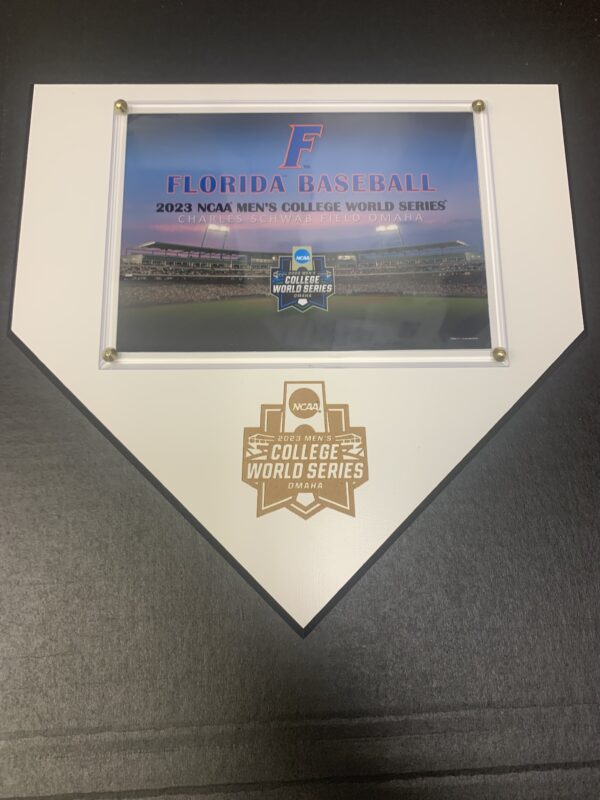 F
FLORIDA BASEBALL
2023 NCAA MEN'S COLLEGE WORLD SERIES
CHARLES SCHWAB FIELD OMAHA
NCAA
2023 MEN'S
COLLEGE
WORLD SERIES
OMAHA
NCAA
2023 MEN'S
COLLEGE
WORLD SERIES
OMAHA